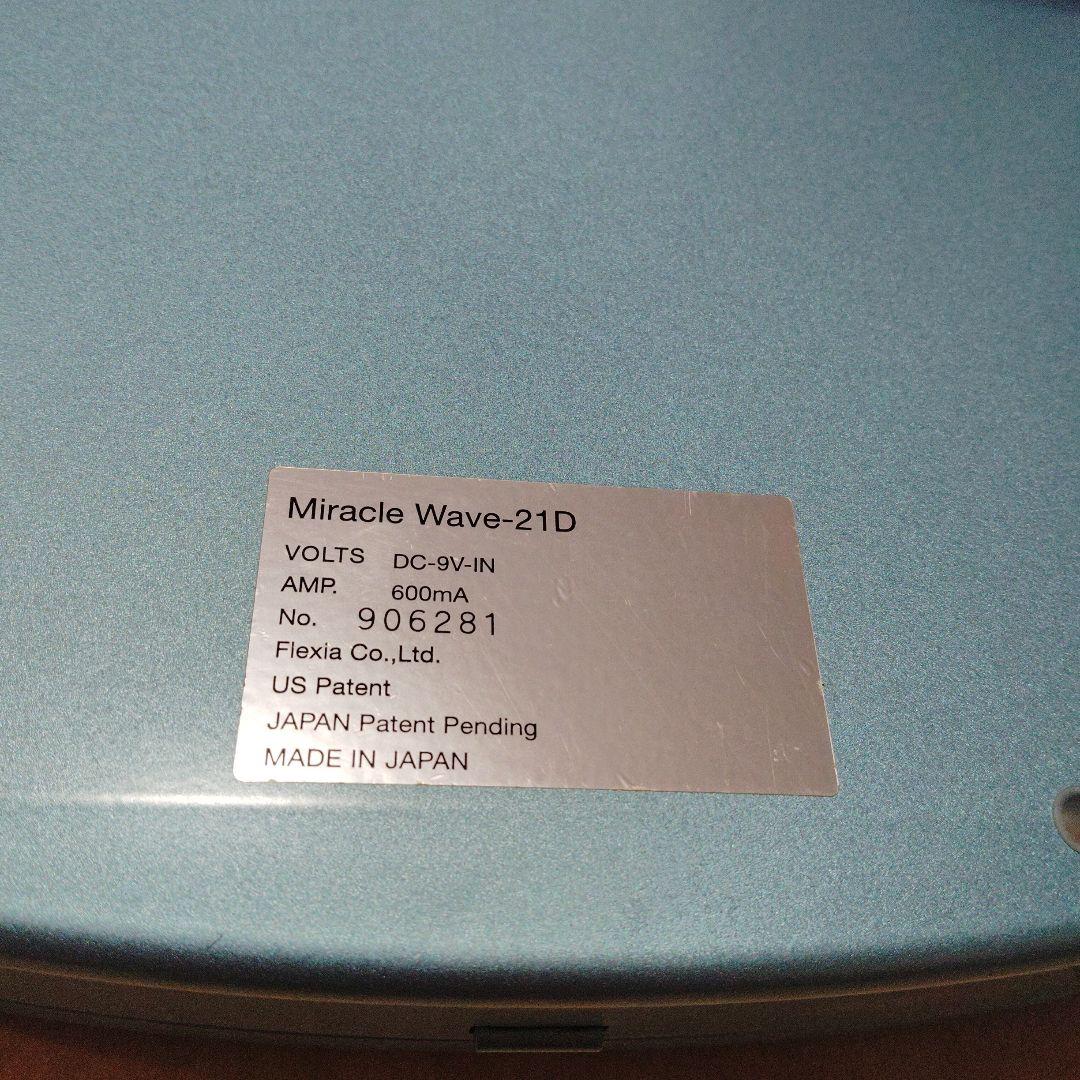 Miracle Wave-21D
VOLTS DC-9V-IN
AMP. 600mA
No. 906281
Flexia Co.,Ltd.
US Patent
JAPAN Patent Pending
MADE IN JAPAN